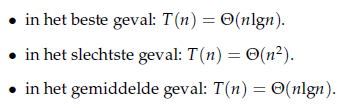 • in het beste geval: T(n) = Θ(nlgn).
• in het slechtste geval: T(n) = Θ(n²).
• in het gemiddelde geval: T(n) = Θ(nlgn).